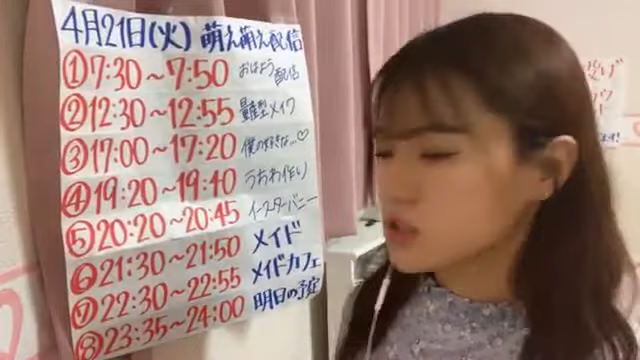 4月21日(火) 萌え萌え配信
①7:30~7:50 おはよう配信
②12:30~12:55 量産型メイク
③17:00~17:20 僕の好きな…♡
④19:20~19:40 うちわ作り
⑤20:20~20:45 イースターバニー
⑥21:30~21:50 メイド
⑦22:30~22:55 メイドカフェ
⑧23:35~24:00 明日の予定